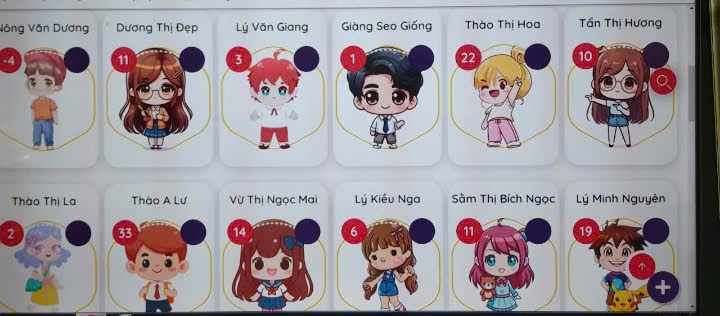 Nông Văn Dương
Dương Thị Đẹp
Lý Văn Giang
Giàng Seo Giống
Thào Thị Hoa
Tẩn Thị Hương
-4
11
3
1
22
10
Thào Thị La
Thào A Lư
Vừ Thị Ngọc Mai
Lý Kiều Nga
Sầm Thị Bích Ngọc
Lý Minh Nguyên
2
33
14
6
11
19